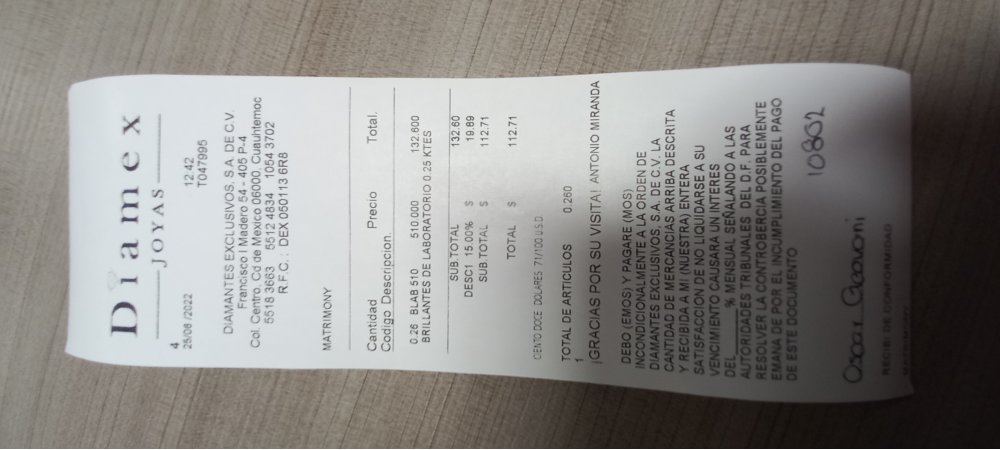 Diamex
JOYAS
4
25/06 /2022 12:42
T047995
DIAMANTES EXCLUSIVOS, S.A. DE C.V.
Francisco I Madero 54 - 405 P-4
Col. Centro, Cd de Mexico 06000, Cuauhtemoc
5518 3663 5512 4834 1054 3702
R.F.C. : DEX 050113 6R8
MATRIMONY
Cantidad Precio Total.
Codigo Descripcion.
0.26 BLAB 510 510.000 132.600
BRILLANTES DE LABORATORIO 0.25 KTES
SUB.TOTAL 132.60
DESC1 15.00% $ 19.89
SUB.TOTAL $ 112.71
TOTAL $ 112.71
CIENTO DOCE DOLARES 71/100 U.S.D.
TOTAL DE ARTICULOS 0.260
1
¡GRACIAS POR SU VISITA! ANTONIO MIRANDA
DEBO (EMOS) Y PAGARE (MOS)
INCONDICIONALMENTE A LA ORDEN DE
DIAMANTES EXCLUSIVOS, S.A. DE C.V. LA
CANTIDAD DE MERCANCIAS ARRIBA DESCRITA
Y RECIBIDA A MI (NUESTRA) ENTERA
SATISFACCIÓN DE NO LIQUIDARSE A SU
VENCIMIENTO CAUSARA UN INTERES
DEL______% MENSUAL SEÑALANDO A LAS
AUTORIDADES TRIBUNALES DEL D.F. PARA
RESOLVER LA CONTROBERCIA POSIBLEMENTE
EMANA DE POR EL INCUMPLIMIENTO DEL PAGO
DE ESTE DOCUMENTO
10802
Oscar
RECIBI DE CONFORMIDAD
MATRIMONY